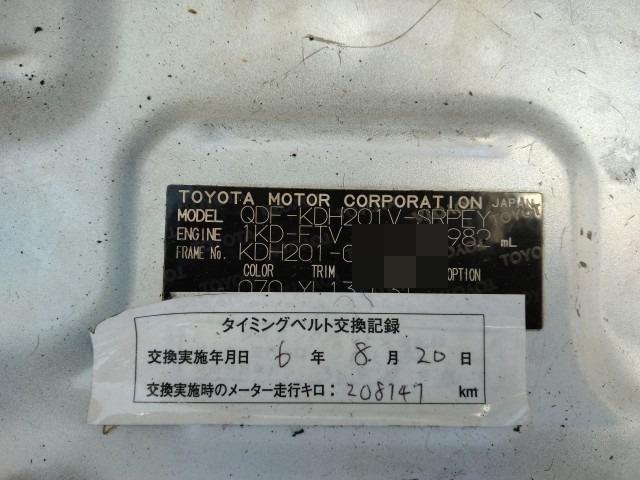 TOYOTA MOTOR CORPORATION JAPAN
MODEL QDF-KDH201V-SRPEY
ENGINE 1KD-FTV 982 mL
FRAME No. KDH201-
COLOR TRIM OPTION
タイミングベルト交換記録
交換実施年月日 6 年 8 月 20 日
交換実施時のメーター走行キロ: 208747 km